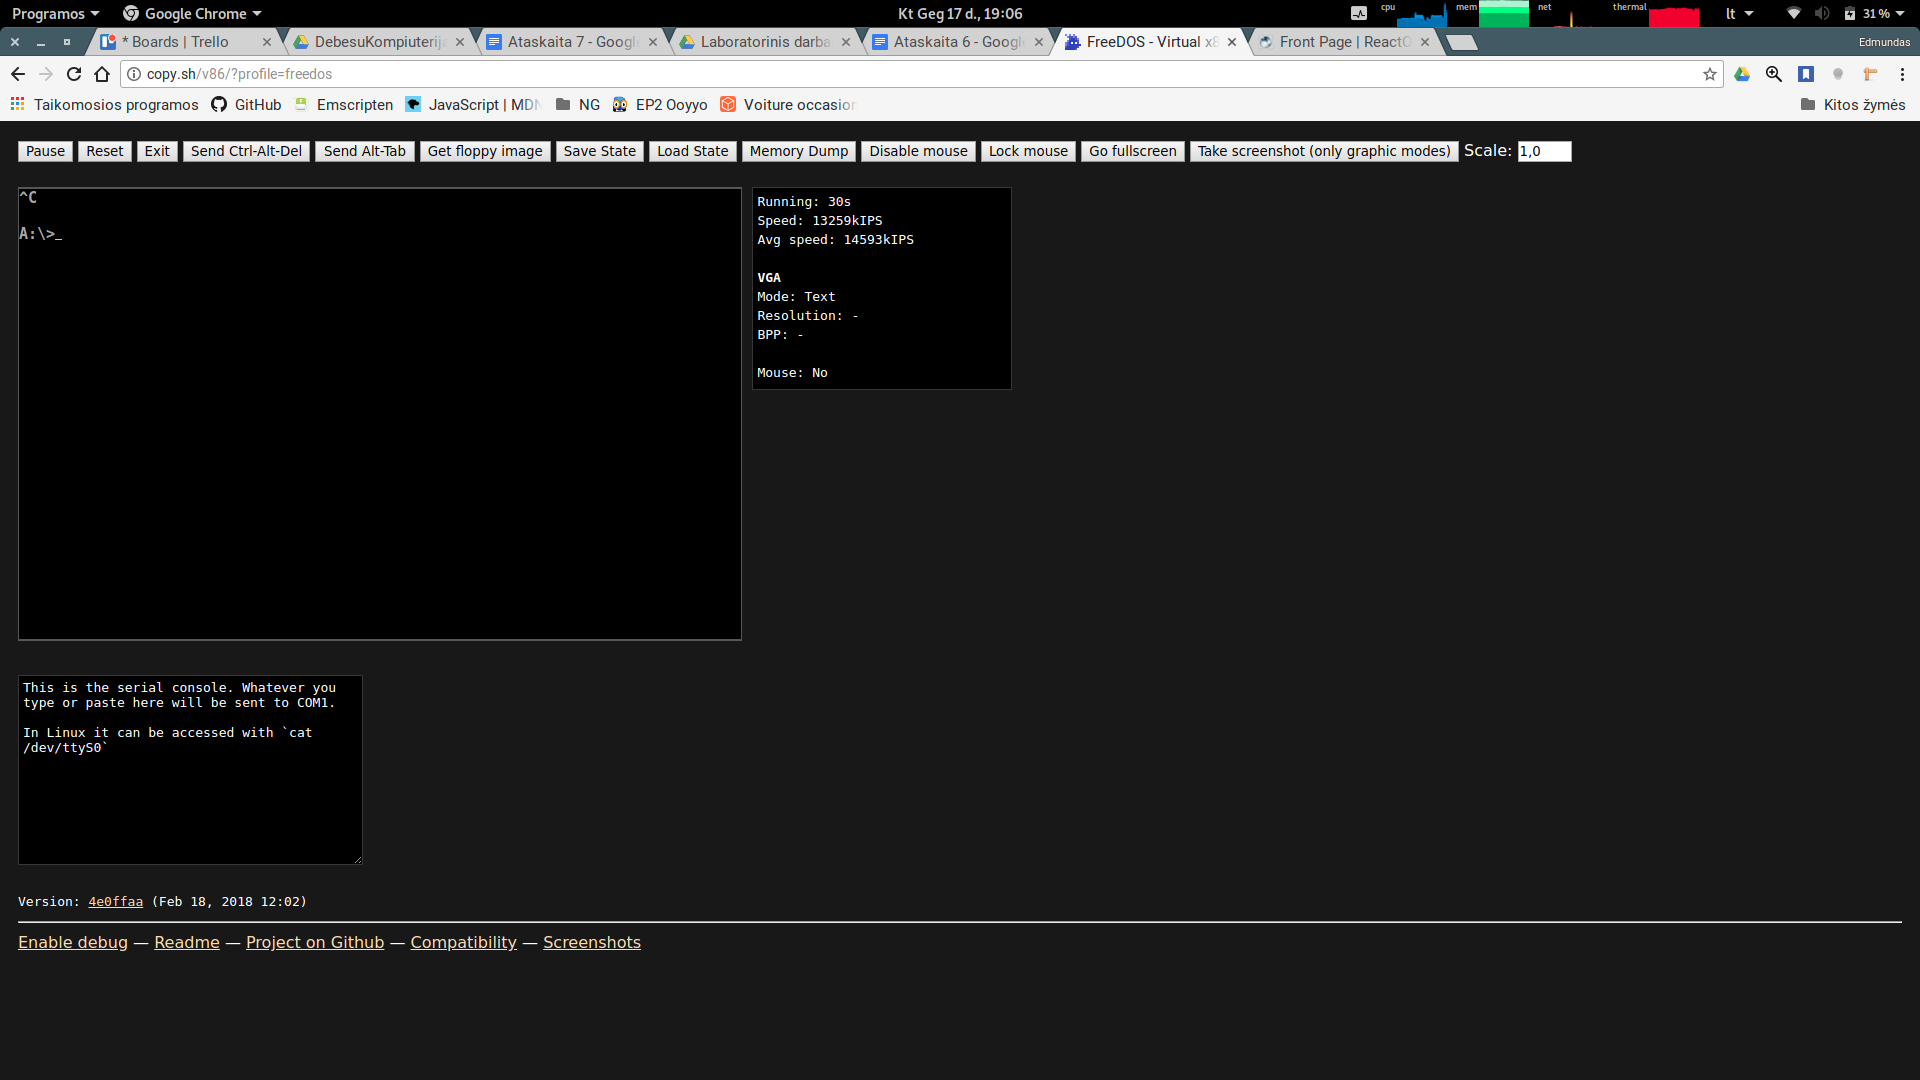 Programos Google Chrome Kt Geg 17 d., 19:06 cpu mem net thermal lt 31 %
* Boards | Trello DebesuKompiuterij Ataskaita 7 - Googl Laboratorinis darba Ataskaita 6 - Googl FreeDOS - Virtual x8 Front Page | ReactO Edmundas
copy.sh/v86/?profile=freedos
Taikomosios programos GitHub Emscripten JavaScript | MDN NG EP2 Ooyyo Voiture occasion Kitos žymės
Pause Reset Exit Send Ctrl-Alt-Del Send Alt-Tab Get floppy image Save State Load State Memory Dump Disable mouse Lock mouse Go fullscreen Take screenshot (only graphic modes) Scale: 1,0
^C
A:\>_
Running: 30s
Speed: 13259kIPS
Avg speed: 14593kIPS
VGA
Mode: Text
Resolution: -
BPP: -
Mouse: No
This is the serial console. Whatever you
type or paste here will be sent to COM1.
In Linux it can be accessed with `cat
/dev/ttyS0`
Version: 4e0ffaa (Feb 18, 2018 12:02)
Enable debug — Readme — Project on Github — Compatibility — Screenshots